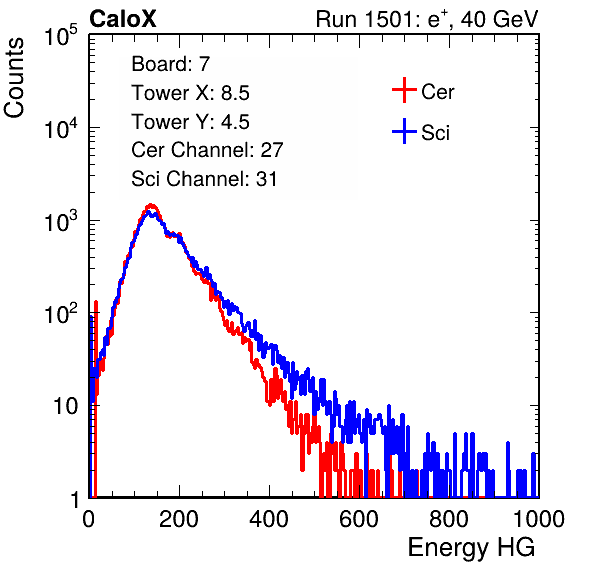 CaloX
Run 1501: e+, 40 GeV
Counts
10^5
10^4
10^3
10^2
10
1
Board: 7
Tower X: 8.5
Tower Y: 4.5
Cer Channel: 27
Sci Channel: 31
Cer
Sci
0 200 400 600 800 1000
Energy HG